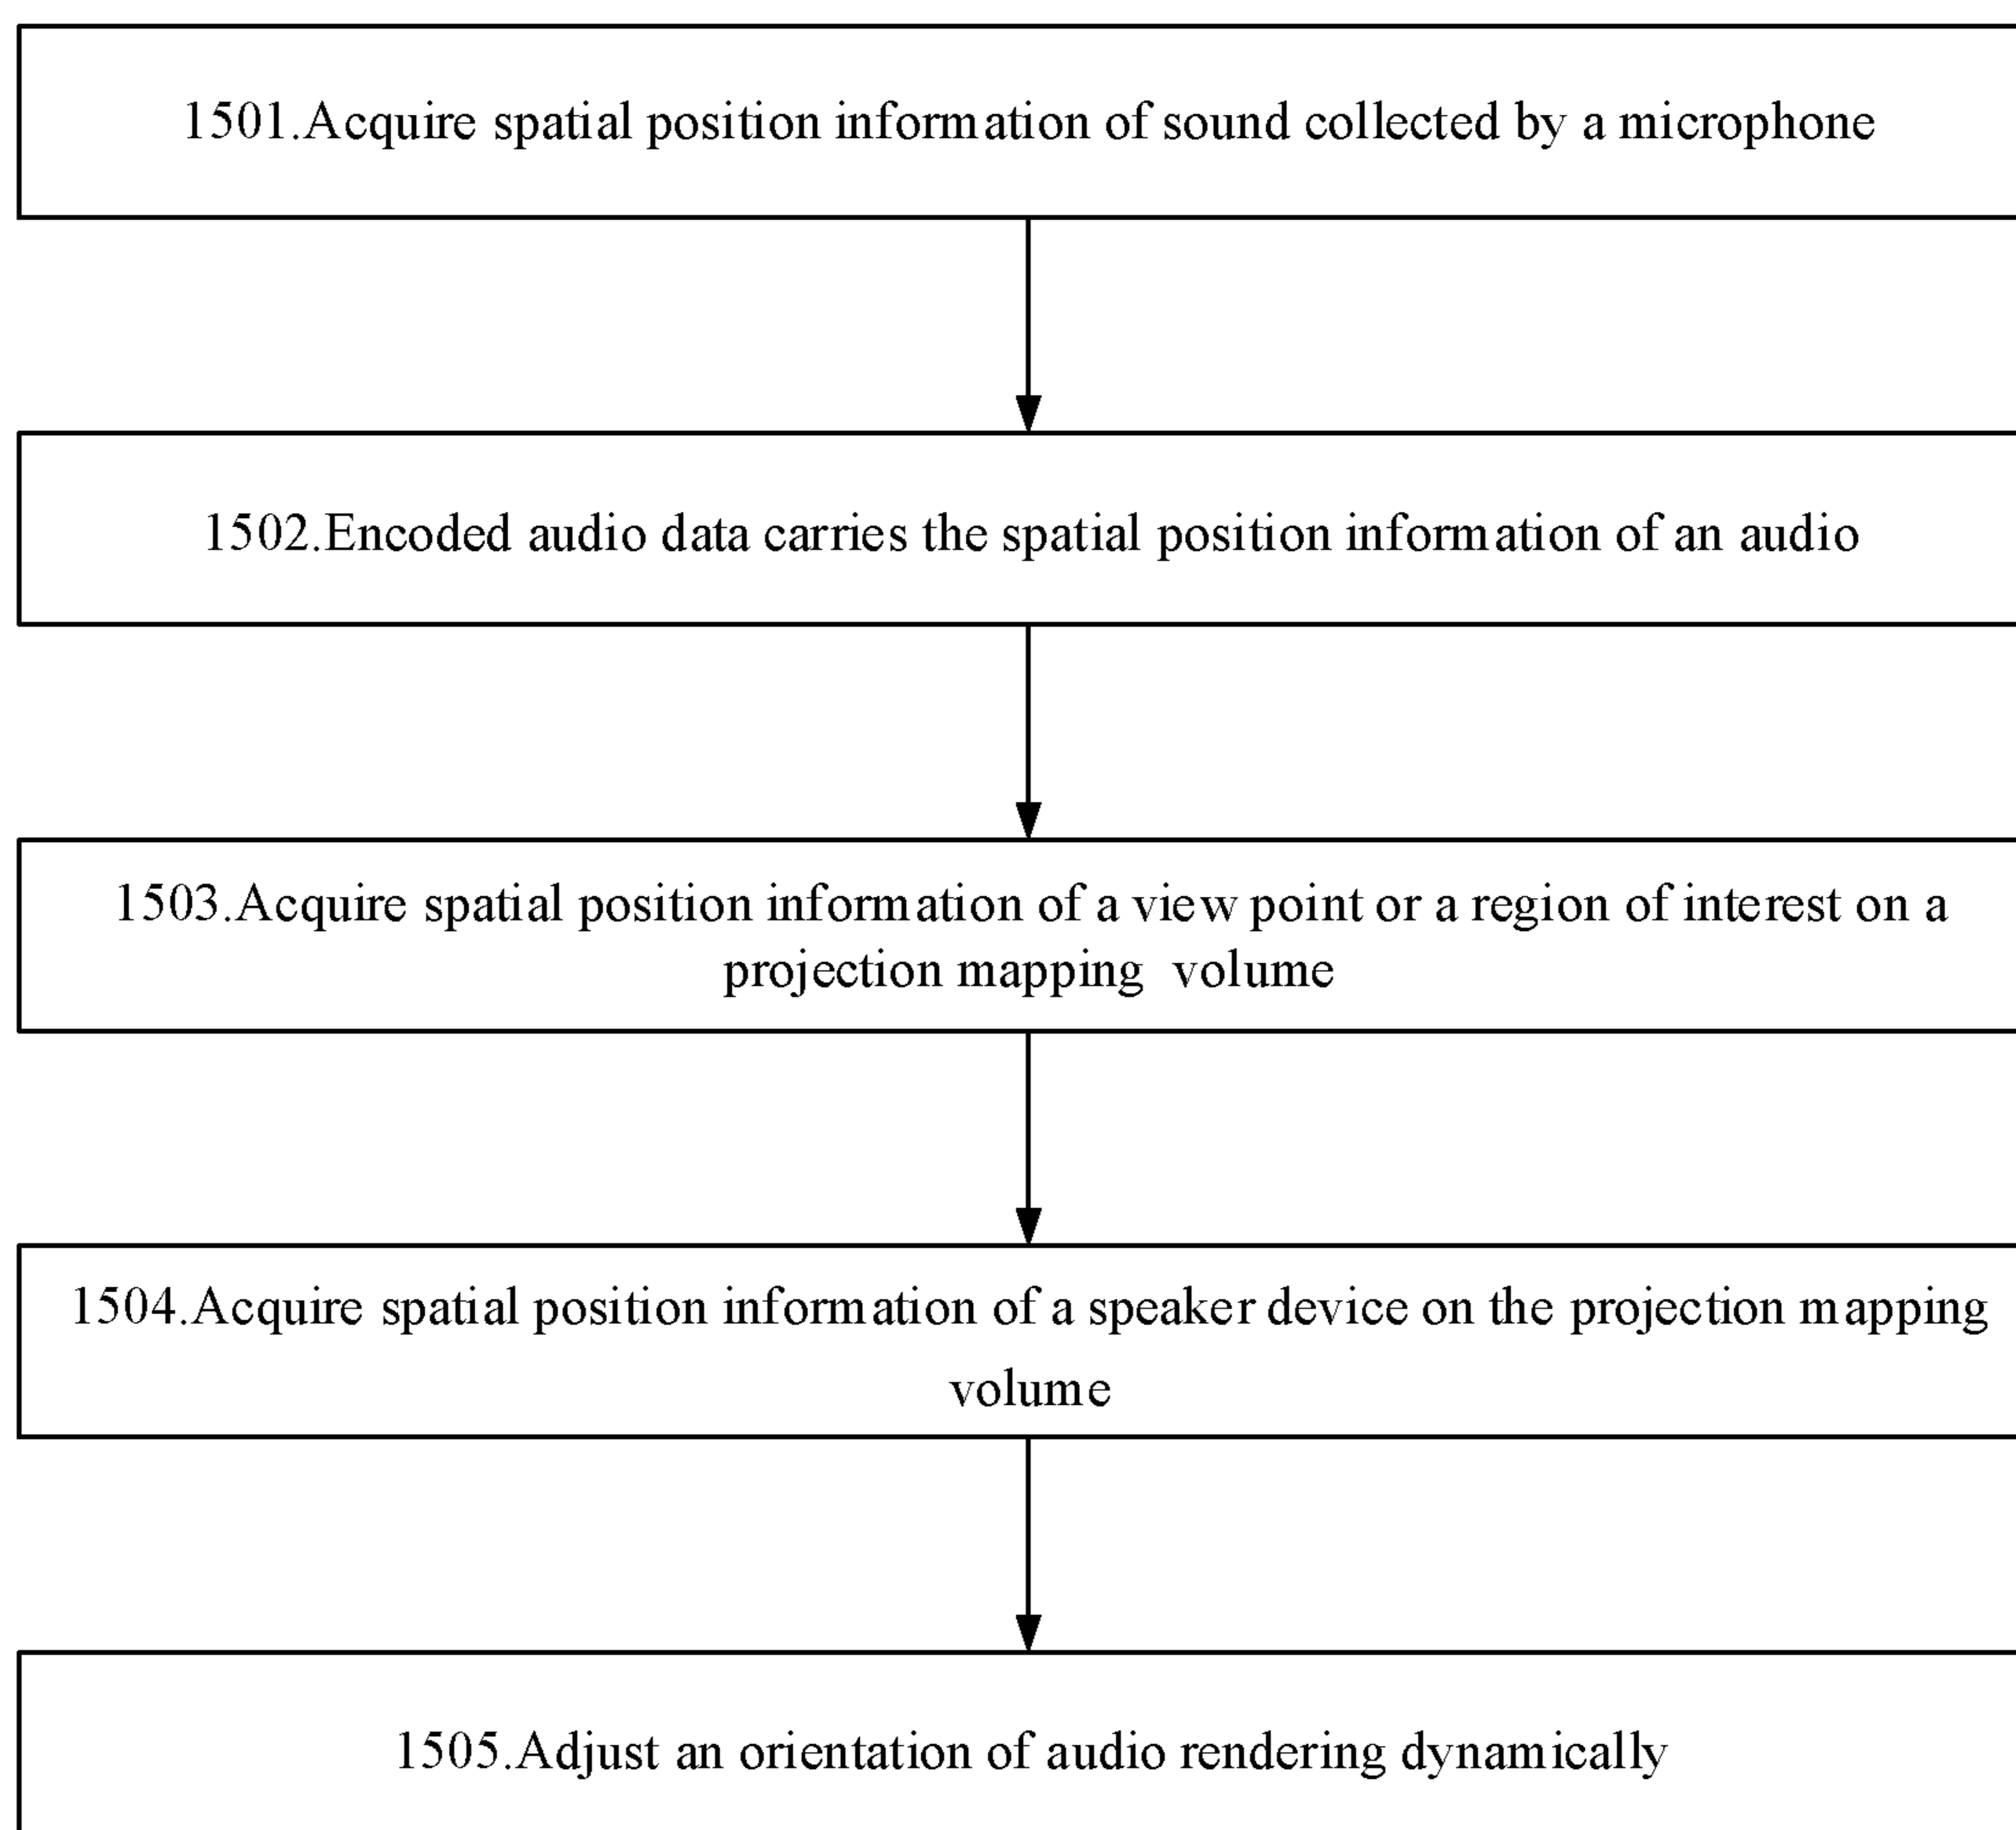 1501.Acquire spatial position information of sound collected by a microphone
1502.Encoded audio data carries the spatial position information of an audio
1503.Acquire spatial position information of a view point or a region of interest on a
projection mapping volume
1504.Acquire spatial position information of a speaker device on the projection mapping
volume
1505.Adjust an orientation of audio rendering dynamically